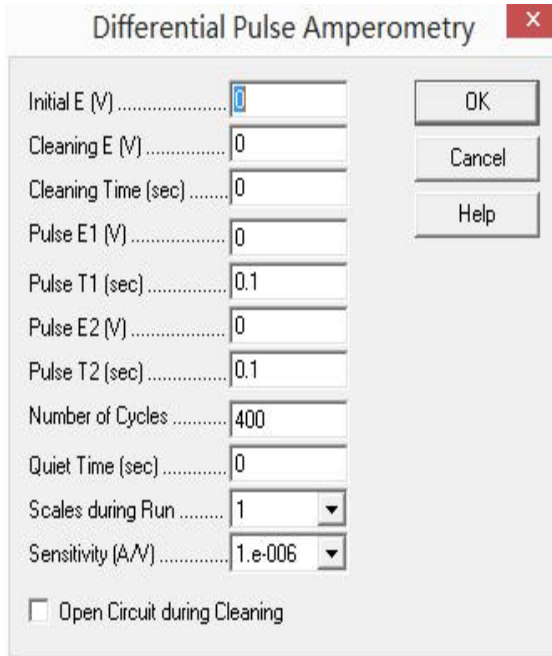 Differential Pulse Amperometry x
Initial E (V) ...................... 0 OK
Cleaning E (V) ................ 0 Cancel
Cleaning Time (sec) ........ 0 Help
Pulse E1 (V) .................... 0
Pulse T1 (sec) ................ 0.1
Pulse E2 (V) .................... 0
Pulse T2 (sec) ................ 0.1
Number of Cycles .......... 400
Quiet Time (sec) ............. 0
Scales during Run ......... 1
Sensitivity (A/V) .............. 1.e-006
Open Circuit during Cleaning